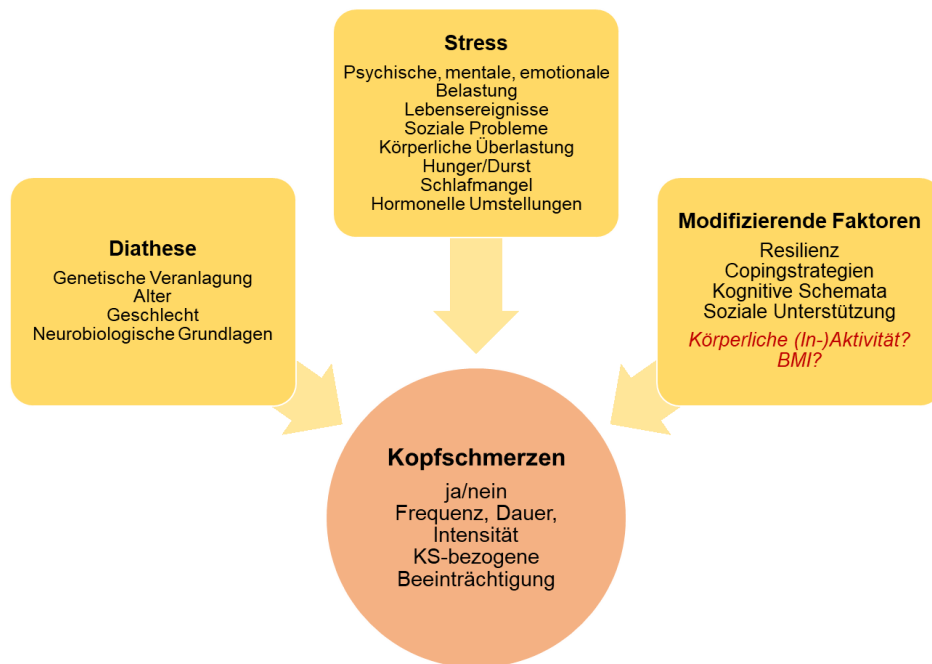 Stress
Psychische, mentale, emotionale
Belastung
Lebensereignisse
Soziale Probleme
Körperliche Überlastung
Hunger/Durst
Schlafmangel
Hormonelle Umstellungen
Diathese
Genetische Veranlagung
Alter
Geschlecht
Neurobiologische Grundlagen
Modifizierende Faktoren
Resilienz
Copingstrategien
Kognitive Schemata
Soziale Unterstützung
Körperliche (In-)Aktivität?
BMI?
Kopfschmerzen
ja/nein
Frequenz, Dauer,
Intensität
KS-bezogene
Beeinträchtigung